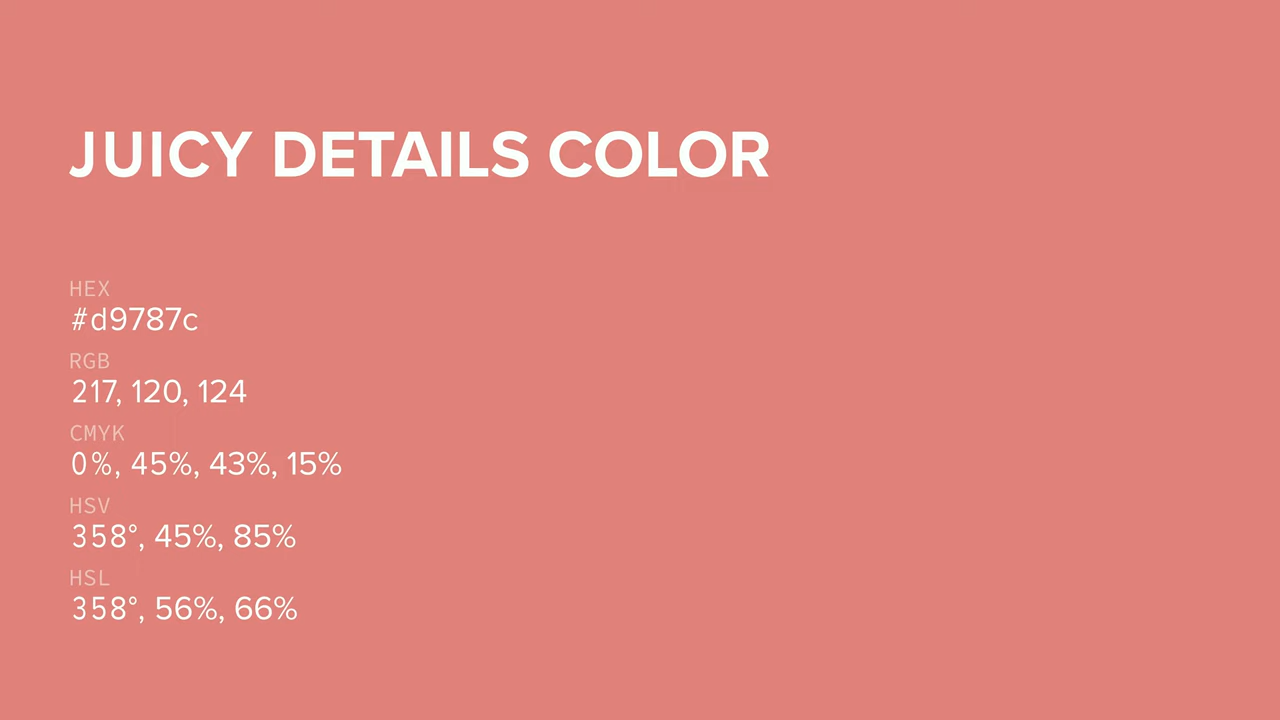 JUICY DETAILS COLOR
HEX
#d9787c
RGB
217, 120, 124
CMYK
0%, 45%, 43%, 15%
HSV
358°, 45%, 85%
HSL
358°, 56%, 66%